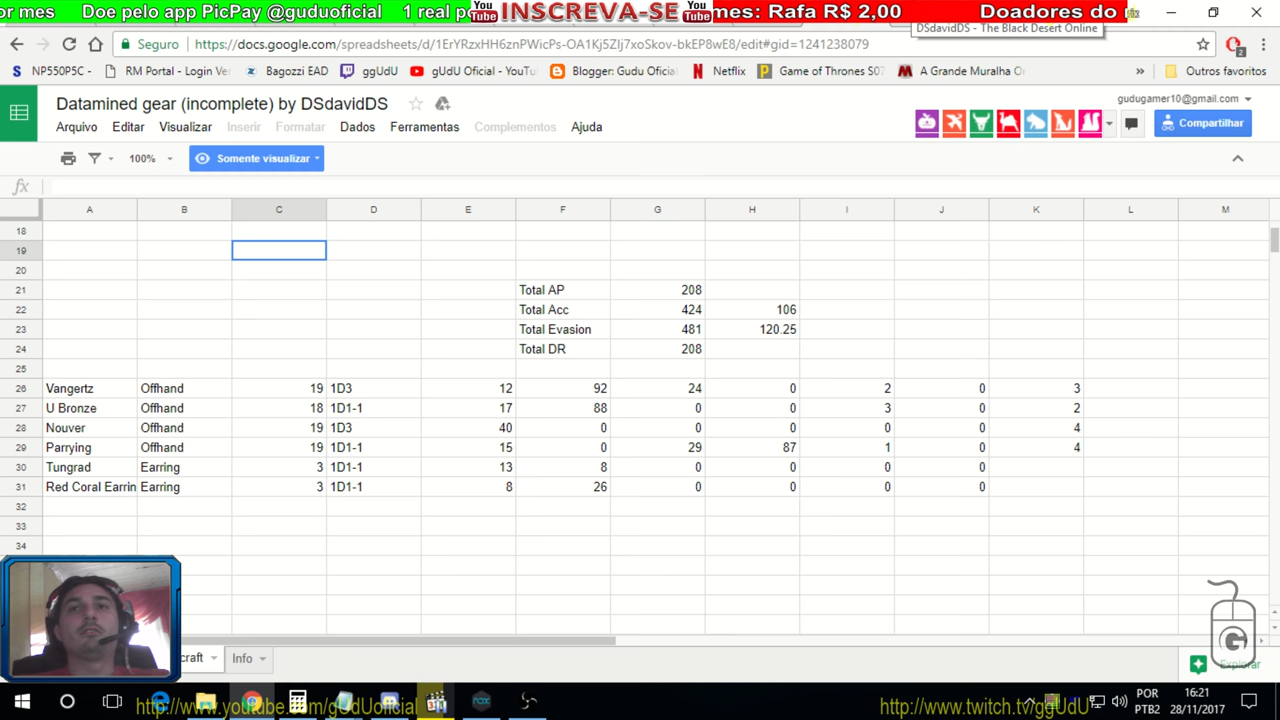 or mes Doe pelo app PicPay @guduoficial 1 real po
You Tube INSCREVA-SE You Tube
mes: Rafa R$ 2,00 Doadores do
DSdavidDS - The Black Desert Online
Seguro https://docs.google.com/spreadsheets/d/1ErYRzxHH6znPWicPs-OA1Kj5ZIj7xoSkov-bkEP8wE8/edit#gid=1241238079
NP550P5C - RM Portal - Login Ver Bagozzi EAD ggUdU gUdU Oficial - YouTu Blogger: Gudu Oficia Netflix Game of Thrones S07 A Grande Muralha Or » Outros favoritos
Datamined gear (incomplete) by DSdavidDS
gudugamer10@gmail.com
Arquivo Editar Visualizar Inserir Formatar Dados Ferramentas Complementos Ajuda
Compartilhar
100% Somente visualizar
fx
A B C D E F G H I J K L M
18
19
20
21 Total AP 208
22 Total Acc 424 106
23 Total Evasion 481 120.25
24 Total DR 208
25
26 Vangertz Offhand 19 1D3 12 92 24 0 2 0 3
27 U Bronze Offhand 18 1D1-1 17 88 0 0 3 0 2
28 Nouver Offhand 19 1D3 40 0 0 0 0 0 4
29 Parrying Offhand 19 1D1-1 15 0 29 87 1 0 4
30 Tungrad Earring 3 1D1-1 13 8 0 0 0 0
31 Red Coral Earrin Earring 3 1D1-1 8 26 0 0 0 0
32
33
34
craft Info
Explorar
http://www.youtube.com/gUdUoficial
http://www.twitch.tv/ggUdU
POR
PTB2
16:21
28/11/2017